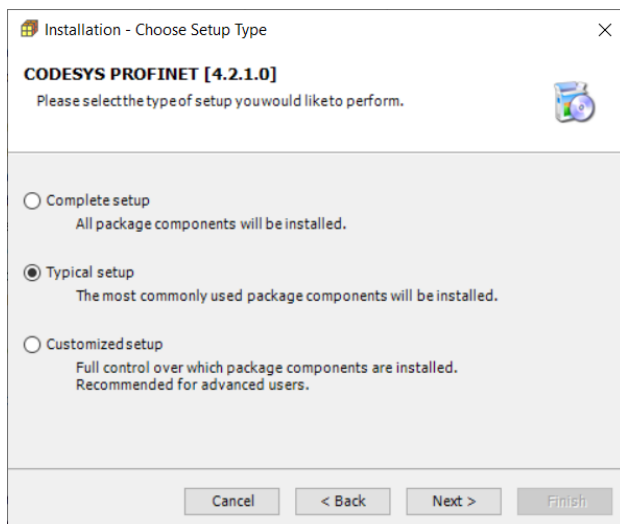 Installation - Choose Setup Type
CODESYS PROFINET [4.2.1.0]
Please select the type of setup you would like to perform.
Complete setup
All package components will be installed.
Typical setup
The most commonly used package components will be installed.
Customized setup
Full control over which package components are installed.
Recommended for advanced users.
Cancel
< Back
Next >
Finish